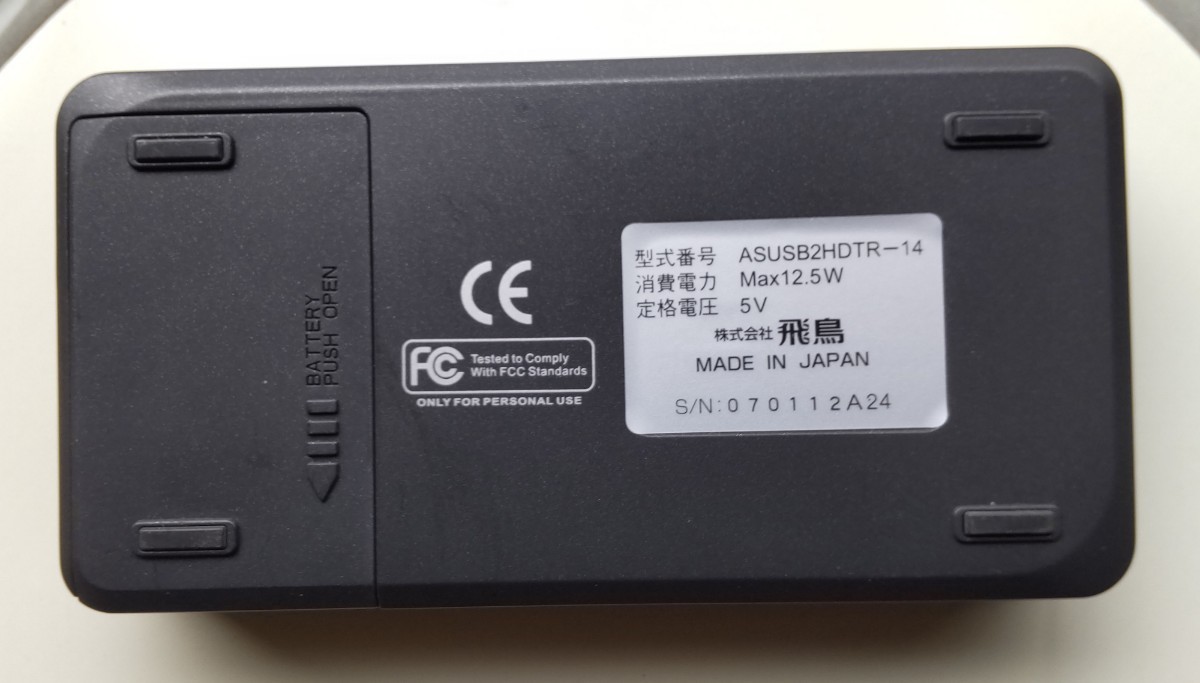 BATTERY
PUSH OPEN
CE
FC Tested to Comply
With FCC Standards
ONLY FOR PERSONAL USE
型式番号 ASUSB2HDTR-14
消費電力 Max12.5W
定格電圧 5V
株式会社 飛鳥
MADE IN JAPAN
S/N:070112A24